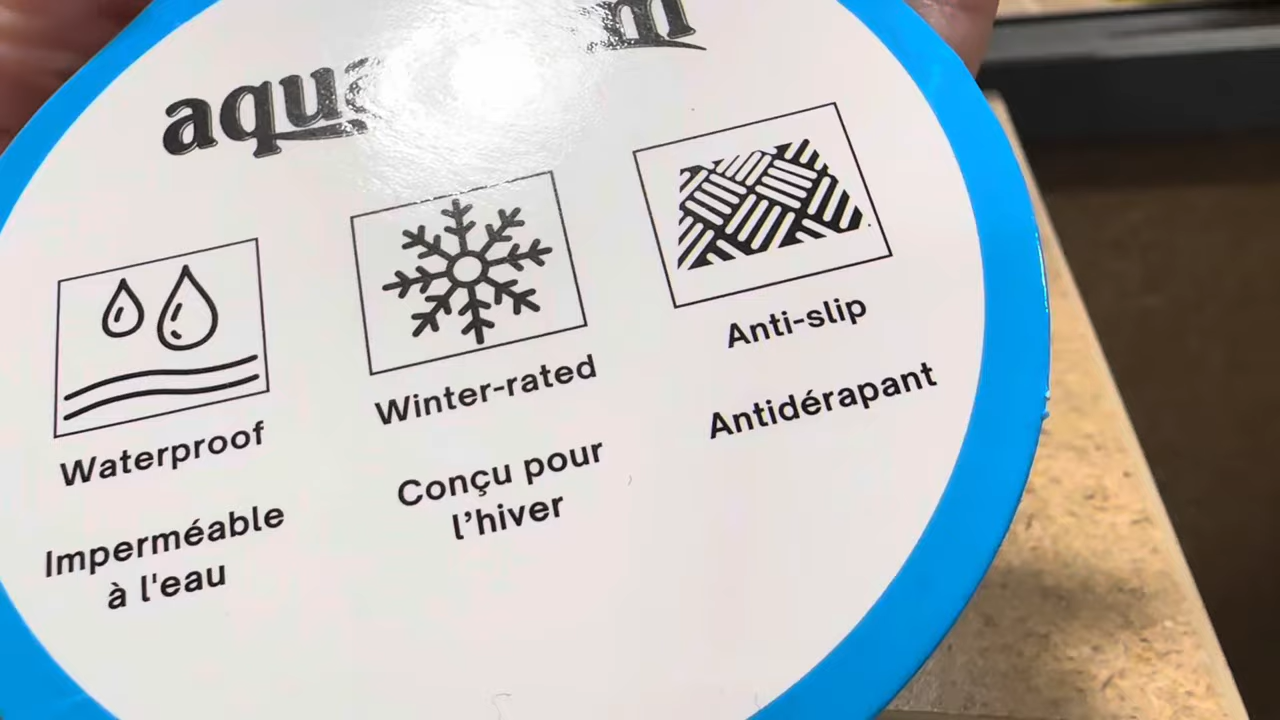 Waterproof
Imperméable
à l'eau
Winter-rated
Conçu pour
l’hiver
Anti-slip
Antidérapant